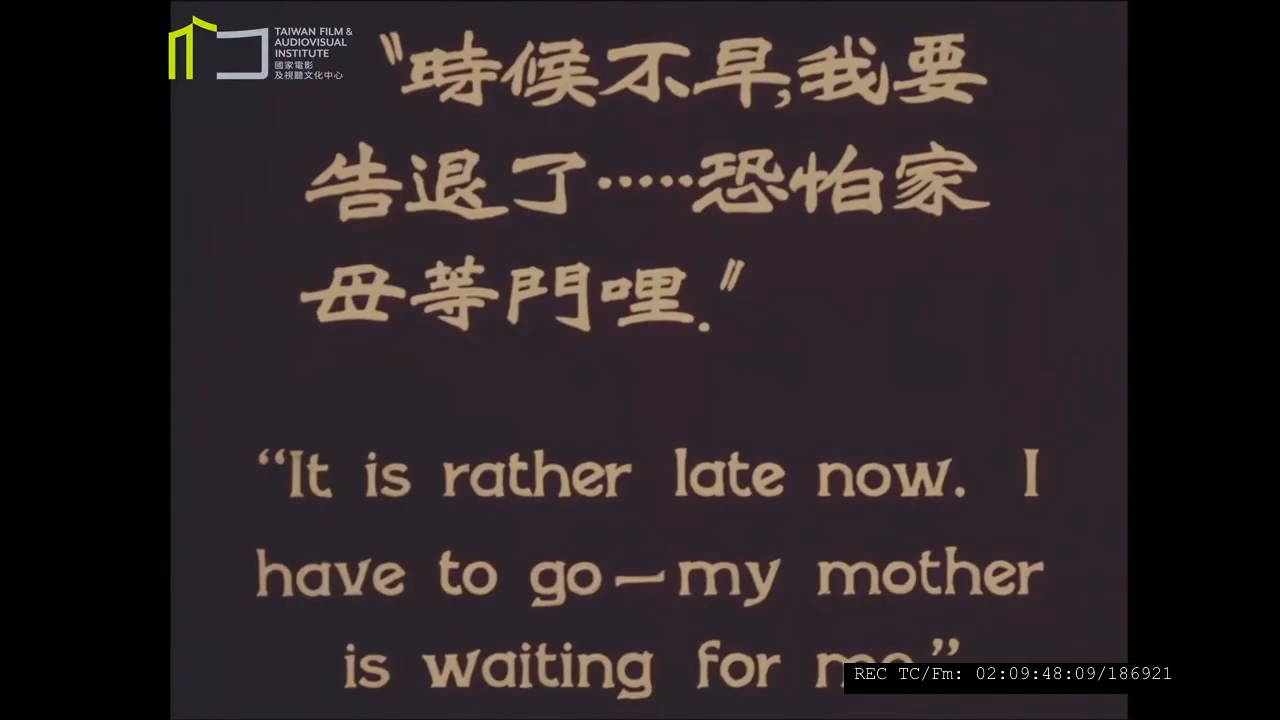 TAIWAN FILM &
AUDIOVISUAL
INSTITUTE
國家電影
及視聽文化中心
〝時候不早,我要
告退了·····恐怕家
母等門哩.〞
“It is rather late now. I
have to go—my mother
is waiting for me.”
REC TC/Fm: 02:09:48:09/186921